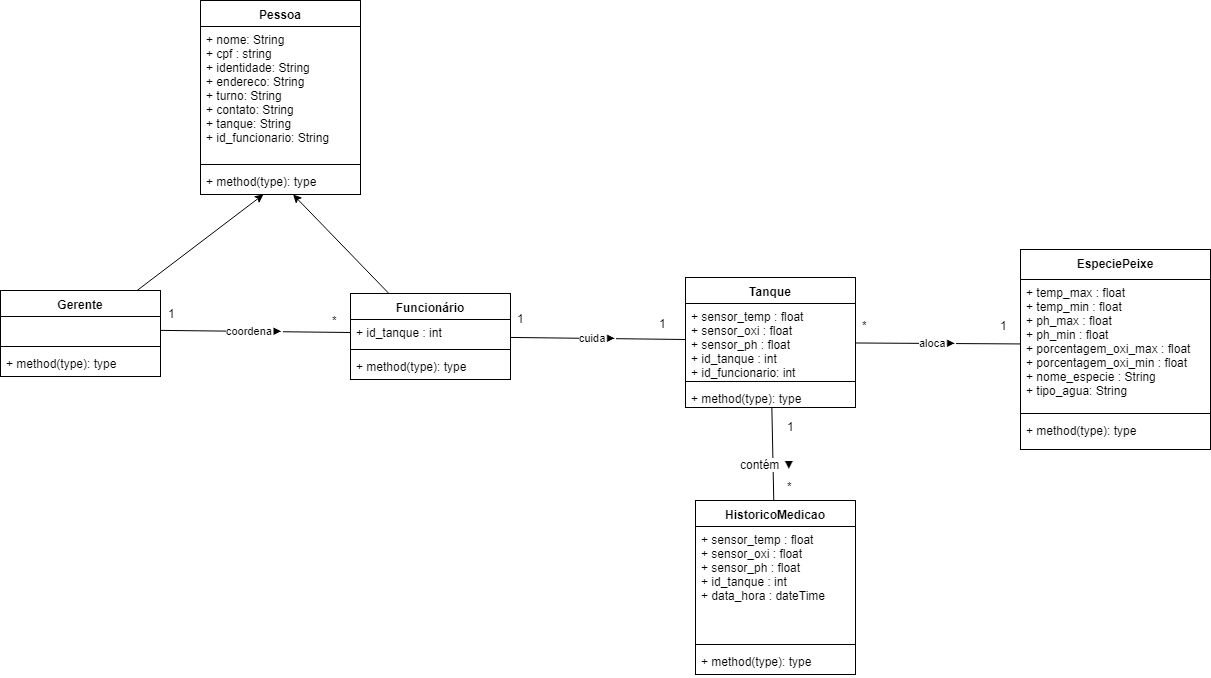 Pessoa
+ nome: String
+ cpf : string
+ identidade: String
+ endereco: String
+ turno: String
+ contato: String
+ tanque: String
+ id_funcionario: String
+ method(type): type
Gerente
+ method(type): type
1
coordena
*
Funcionário
+ id_tanque : int
+ method(type): type
1
cuida
1
Tanque
+ sensor_temp : float
+ sensor_oxi : float
+ sensor_ph : float
+ id_tanque : int
+ id_funcionario: int
+ method(type): type
*
aloca
1
EspeciePeixe
+ temp_max : float
+ temp_min : float
+ ph_max : float
+ ph_min : float
+ porcentagem_oxi_max : float
+ porcentagem_oxi_min : float
+ nome_especie : String
+ tipo_agua: String
+ method(type): type
1
contém
*
HistoricoMedicao
+ sensor_temp : float
+ sensor_oxi : float
+ sensor_ph : float
+ id_tanque : int
+ data_hora : dateTime
+ method(type): type